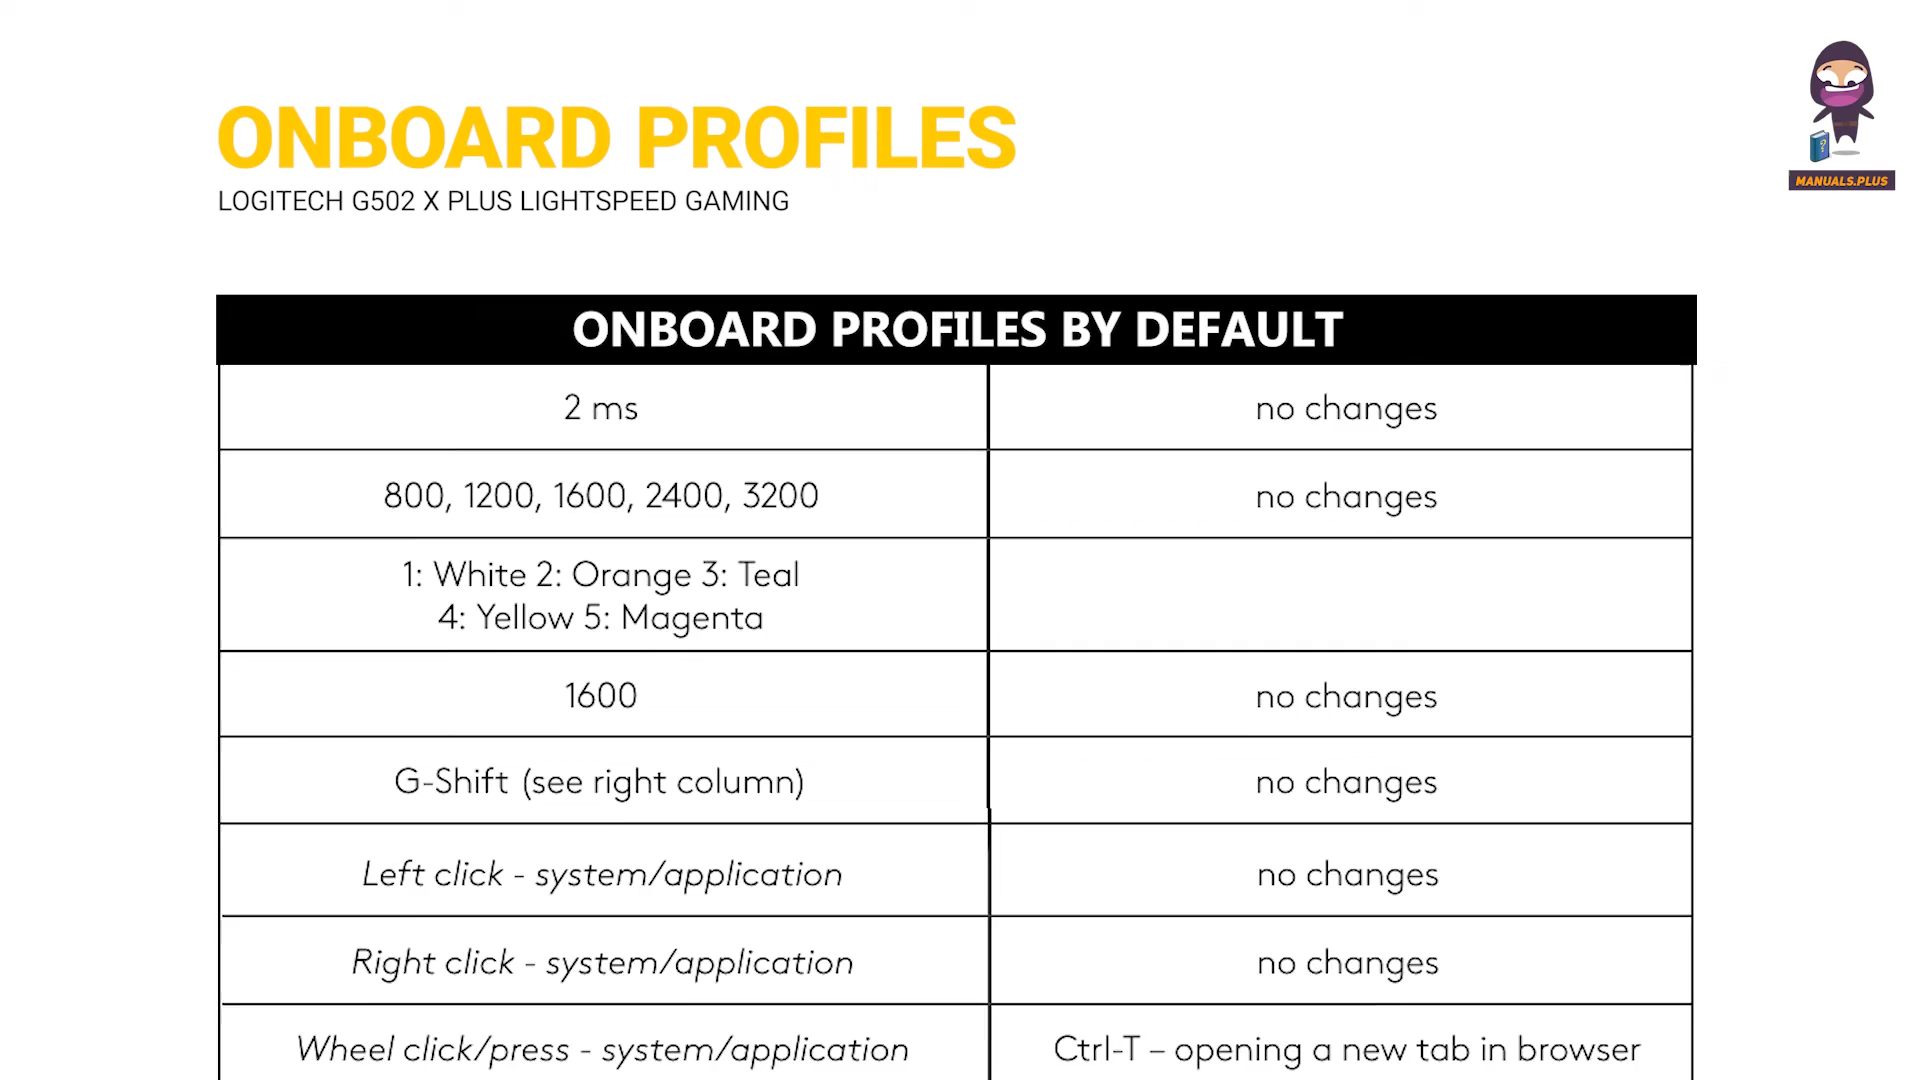 ONBOARD PROFILES
LOGITECH G502 X PLUS LIGHTSPEED GAMING
?
MANUALS.PLUS
ONBOARD PROFILES BY DEFAULT
2 ms
no changes
800, 1200, 1600, 2400, 3200
no changes
1: White 2: Orange 3: Teal
4: Yellow 5: Magenta
1600
no changes
G-Shift (see right column)
no changes
Left click - system/application
no changes
Right click - system/application
no changes
Wheel click/press - system/application
Ctrl-T – opening a new tab in browser